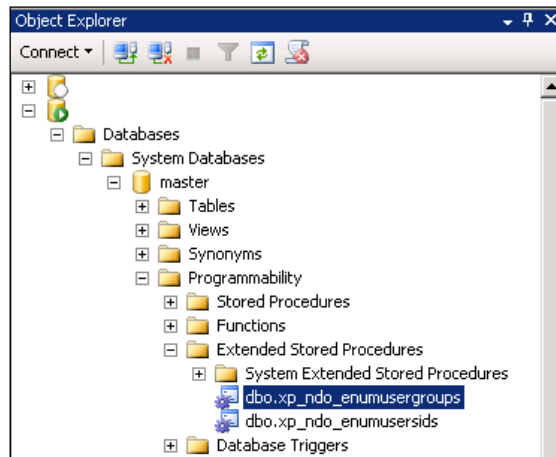 Object Explorer
Connect
Databases
System Databases
master
Tables
Views
Synonyms
Programmability
Stored Procedures
Functions
Extended Stored Procedures
System Extended Stored Procedures
dbo.xp_ndo_enumusergroups
dbo.xp_ndo_enumusersids
Database Triggers